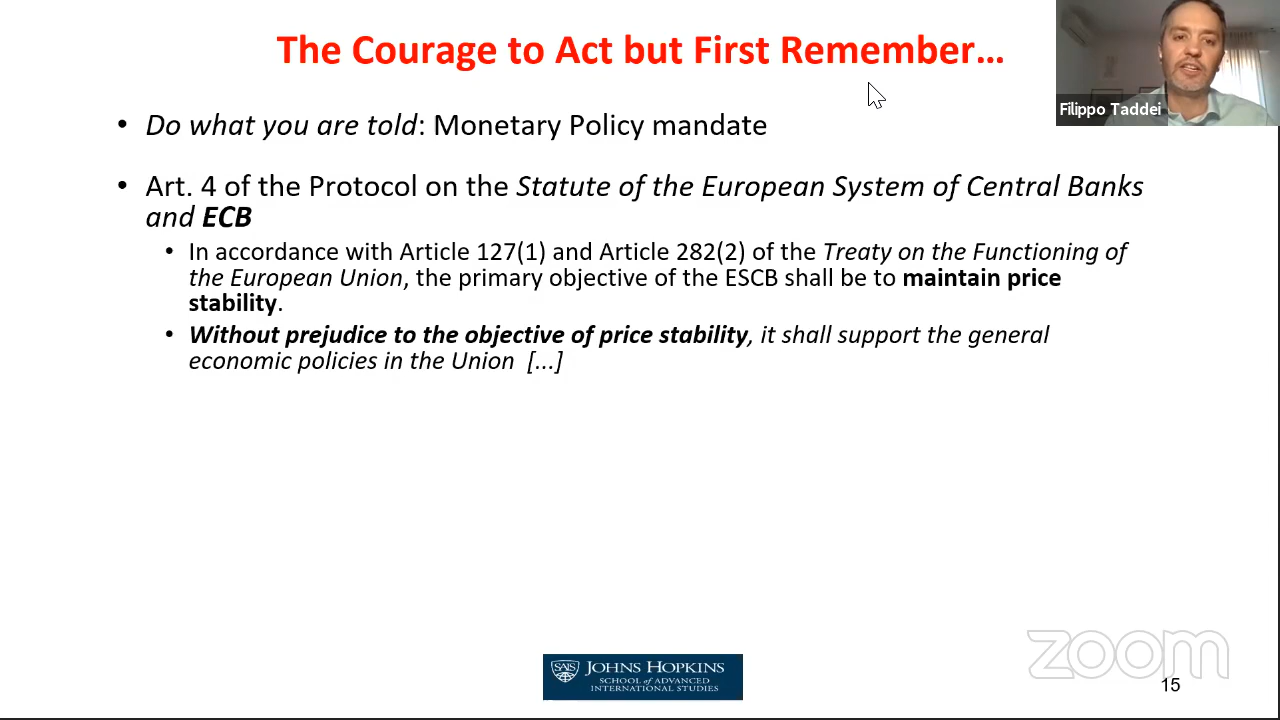 The Courage to Act but First Remember…
Filippo Taddei
• Do what you are told: Monetary Policy mandate
• Art. 4 of the Protocol on the Statute of the European System of Central Banks
and ECB
• In accordance with Article 127(1) and Article 282(2) of the Treaty on the Functioning of
the European Union, the primary objective of the ESCB shall be to maintain price
stability.
• Without prejudice to the objective of price stability, it shall support the general
economic policies in the Union [...]
SAIS
JOHNS HOPKINS
SCHOOL of ADVANCED
INTERNATIONAL STUDIES
zoom
15